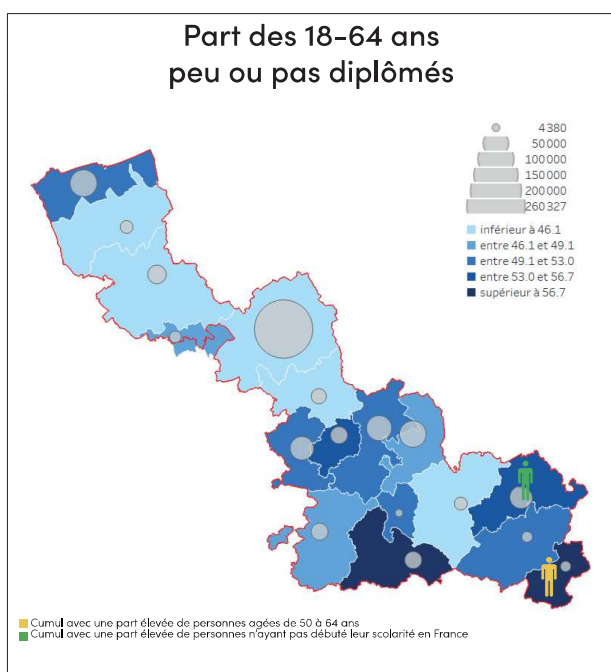 Part des 18-64 ans
peu ou pas diplômés
4 380
50 000
100 000
150 000
200 000
260 327
inférieur à 46.1
entre 46.1 et 49.1
entre 49.1 et 53.0
entre 53.0 et 56.7
supérieur à 56.7
Cumul avec une part élevée de personnes agées de 50 à 64 ans
Cumul avec une part élevée de personnes n'ayant pas débuté leur scolarité en France